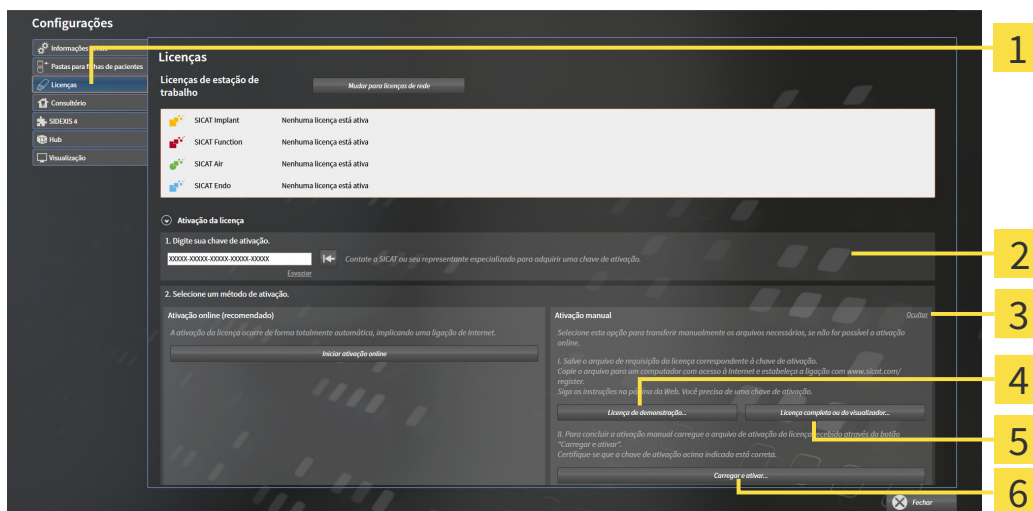 Configurações
Informações gerais
Pastas para fichas de pacientes
Licenças
Consultório
SIDEXIS 4
Hub
Visualização
Licenças
Licenças de estação de
trabalho
Mudar para licenças de rede
SICAT Implant Nenhuma licença está ativa
SICAT Function Nenhuma licença está ativa
SICAT Air Nenhuma licença está ativa
SICAT Endo Nenhuma licença está ativa
Ativação da licença
1. Digite sua chave de ativação.
XXXXX-XXXXX-XXXXX-XXXXX-XXXXX
Contate a SICAT ou seu representante especializado para adquirir uma chave de ativação.
Esvaziar
2. Selecione um método de ativação.
Ativação online (recomendado)
A ativação da licença ocorre de forma totalmente automática, implicando uma ligação de Internet.
Iniciar ativação online
Ativação manual
Ocultar
Selecione esta opção para transferir manualmente os arquivos necessários, se não for possível a ativação
online.
I. Salve o arquivo de requisição da licença correspondente à chave de ativação.
Copie o arquivo para um computador com acesso à Internet e estabeleça a ligação com www.sicat.com/
register.
Siga as instruções na página da Web. Você precisa de uma chave de ativação.
Licença de demonstração...
Licença completa ou do visualizador...
II. Para concluir a ativação manual carregue o arquivo de ativação da licença recebido através do botão
"Carregar e ativar".
Certifique-se que a chave de ativação acima indicada está correta.
Carregar e ativar...
Fechar
1
2
3
4
5
6